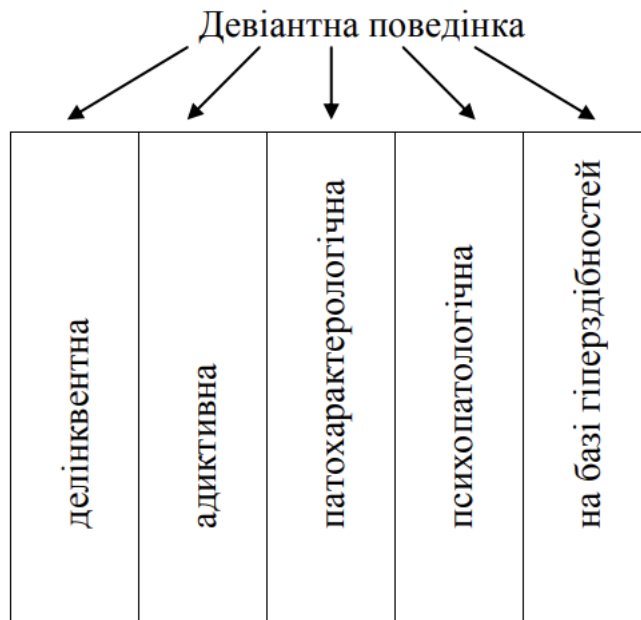 Девіантна поведінка
делінквентна
адиктивна
патохарактерологічна
психопатологічна
на базі гіперздібностей